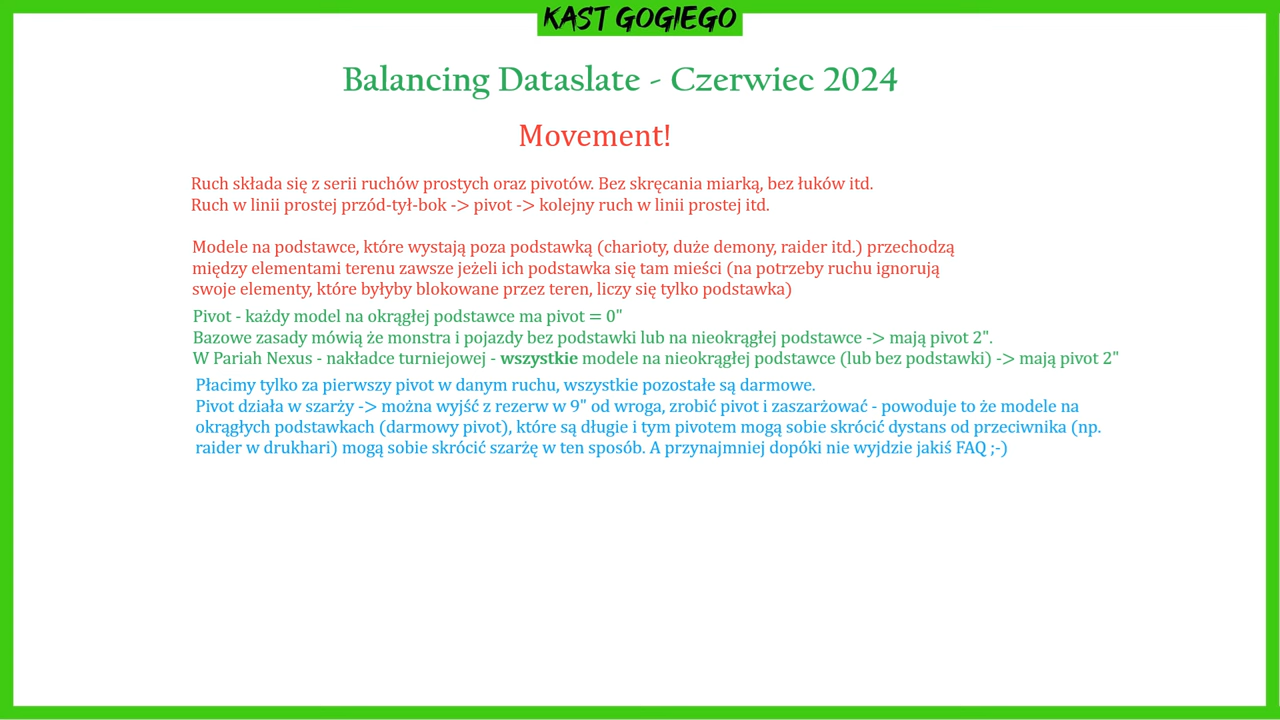 KAST GOGIEGO
Balancing Dataslate - Czerwiec 2024
Movement!
Ruch składa się z serii ruchów prostych oraz pivotów. Bez skręcania miarką, bez łuków itd.
Ruch w linii prostej przód-tył-bok -> pivot -> kolejny ruch w linii prostej itd.
Modele na podstawce, które wystają poza podstawką (charioty, duże demony, raider itd.) przechodzą
między elementami terenu zawsze jeżeli ich podstawka się tam mieści (na potrzeby ruchu ignorują
swoje elementy, które byłyby blokowane przez teren, liczy się tylko podstawka)
Pivot - każdy model na okrągłej podstawce ma pivot = 0"
Bazowe zasady mówią że monstra i pojazdy bez podstawki lub na nieokrągłej podstawce -> mają pivot 2".
W Pariah Nexus - nakładce turniejowej - wszystkie modele na nieokrągłej podstawce (lub bez podstawki) -> mają pivot 2"
Płacimy tylko za pierwszy pivot w danym ruchu, wszystkie pozostałe są darmowe.
Pivot działa w szarży -> można wyjść z rezerw w 9" od wroga, zrobić pivot i zaszarżować - powoduje to że modele na
okrągłych podstawkach (darmowy pivot), które są długie i tym pivotem mogą sobie skrócić dystans od przeciwnika (np.
raider w drukhari) mogą sobie skrócić szarżę w ten sposób. A przynajmniej dopóki nie wyjdzie jakiś FAQ ;-)